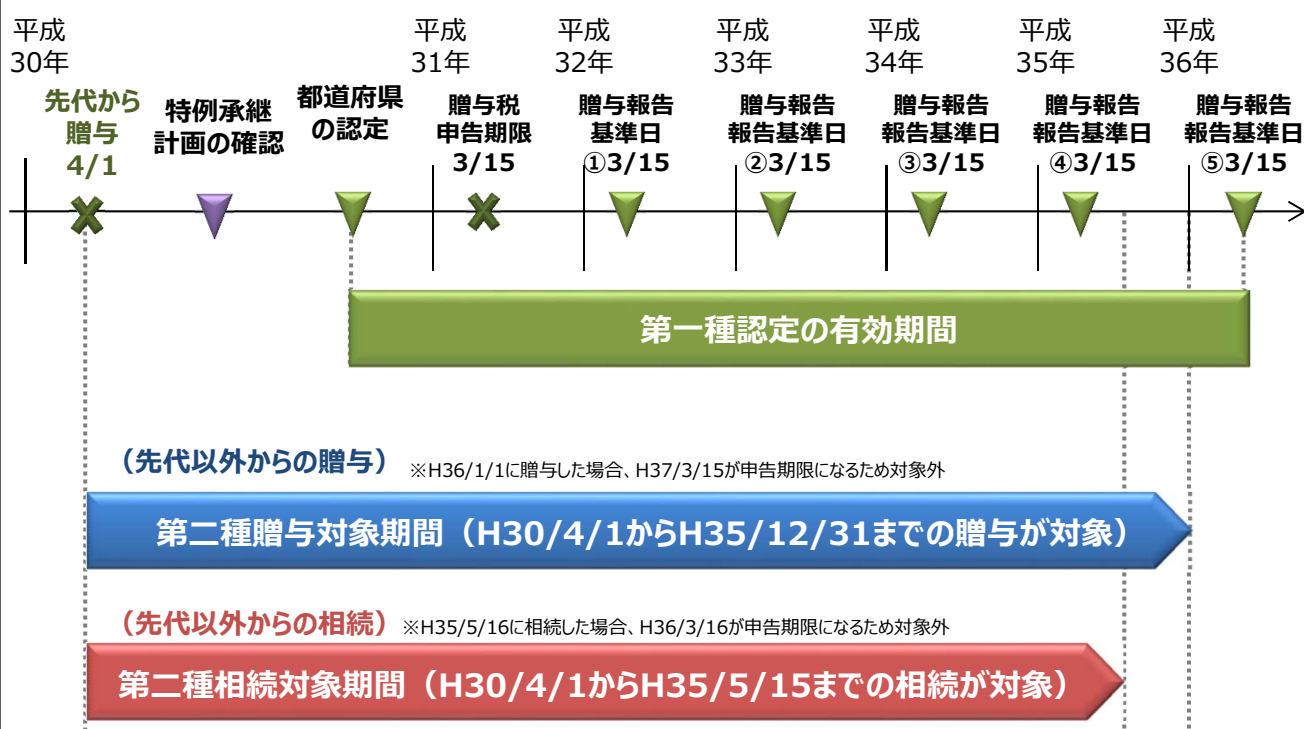 平成
30年
平成
31年
平成
32年
平成
33年
平成
34年
平成
35年
平成
36年
先代から
贈与
4/1
特例承継
計画の確認
都道府県
の認定
贈与税
申告期限
3/15
贈与報告
基準日
①3/15
贈与報告
報告基準日
②3/15
贈与報告
報告基準日
③3/15
贈与報告
報告基準日
④3/15
贈与報告
報告基準日
⑤3/15
第一種認定の有効期間
（先代以外からの贈与） ※H36/1/1に贈与した場合、H37/3/15が申告期限になるため対象外
第二種贈与対象期間（H30/4/1からH35/12/31までの贈与が対象）
（先代以外からの相続） ※H35/5/16に相続した場合、H36/3/16が申告期限になるため対象外
第二種相続対象期間（H30/4/1からH35/5/15までの相続が対象）